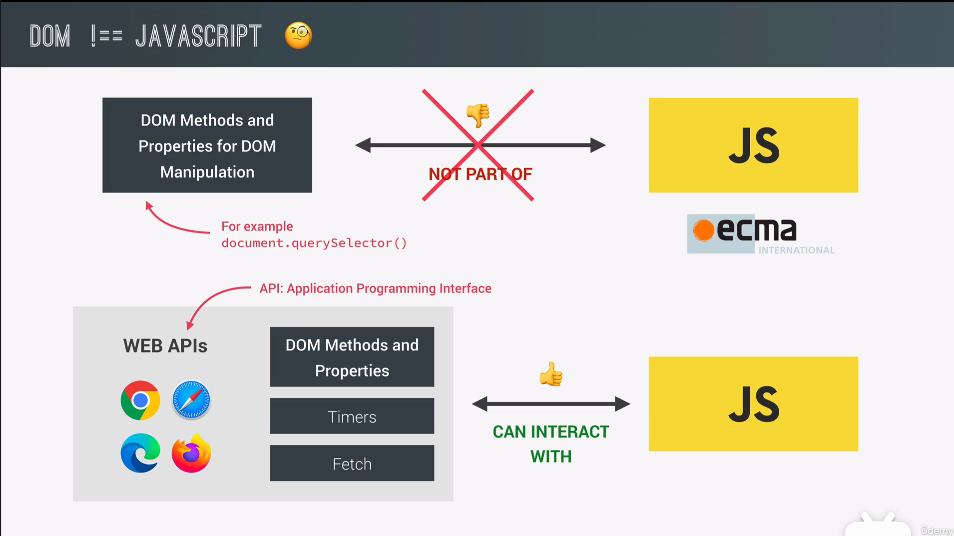 DOM !== JAVASCRIPT
DOM Methods and
Properties for DOM
Manipulation
NOT PART OF
JS
ecma
INTERNATIONAL
For example
document.querySelector()
API: Application Programming Interface
WEB APIs
DOM Methods and
Properties
Timers
Fetch
CAN INTERACT
WITH
JS
ûdemy